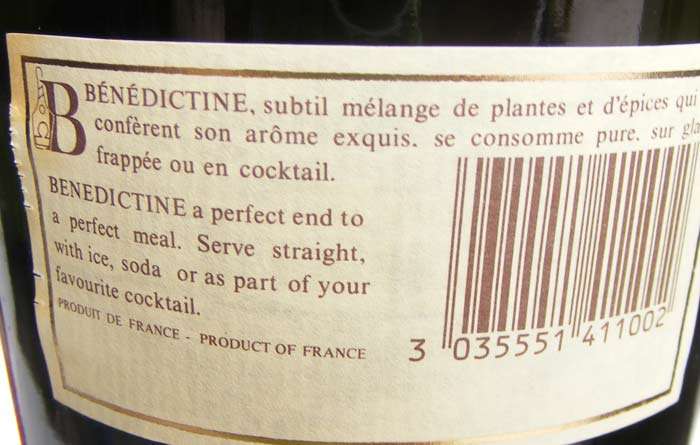 BÉNÉDICTINE, subtil mélange de plantes et d'épices qui
confèrent son arôme exquis. se consomme pure. sur
frappée ou en cocktail.
BENEDICTINE a perfect end to
a perfect meal. Serve straight,
with ice, soda or as part of your
favourite cocktail.
PRODUIT DE FRANCE - PRODUCT OF FRANCE
3 035551 411002